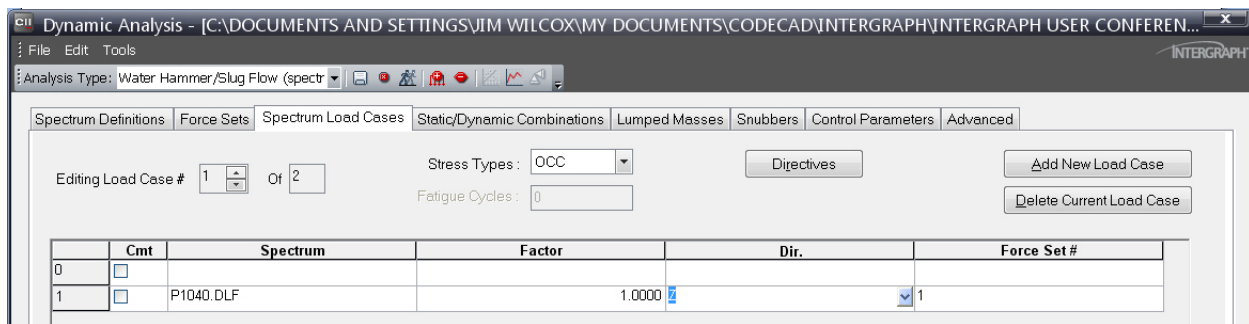 CII Dynamic Analysis - [C:\DOCUMENTS AND SETTINGS\JIM WILCOX\MY DOCUMENTS\CODECAD\INTERGRAPH\INTERGRAPH USER CONFEREN... x
File Edit Tools
INTERGRAPH
Analysis Type: Water Hammer/Slug Flow (spectr
Spectrum Definitions Force Sets Spectrum Load Cases Static/Dynamic Combinations Lumped Masses Snubbers Control Parameters Advanced
Editing Load Case # 1 Of 2 Stress Types : OCC Directives Add New Load Case
Fatigue Cycles : 0 Delete Current Load Case
Cmt Spectrum Factor Dir. Force Set #
0
1 P1040.DLF 1.0000 Z 1